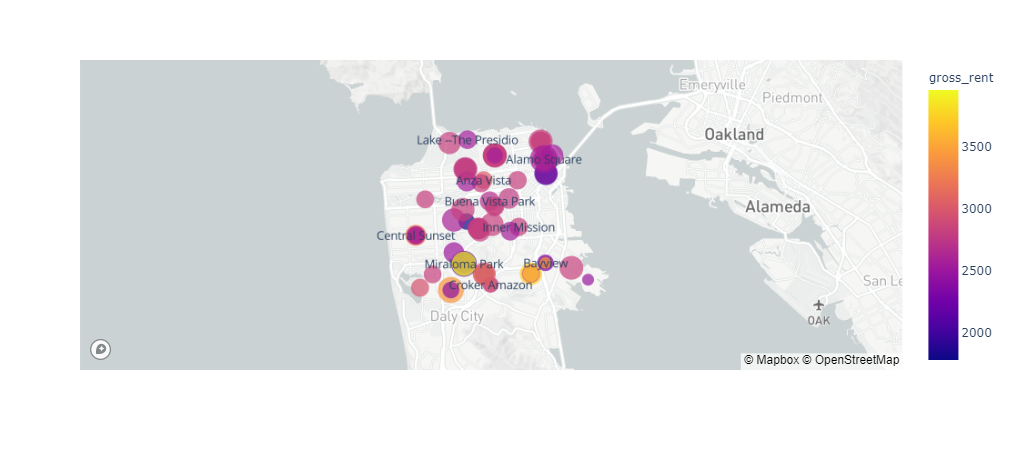 gross_rent
3500
3000
2500
2000
Emeryville
Piedmont
Oakland
Lake --The Presidio
Alamo Square
Anza Vista
Buena Vista Park
Alameda
Inner Mission
Central Sunset
Miraloma Park
Bayview
Croker Amazon
San Le
Daly City
OAK
© Mapbox © OpenStreetMap